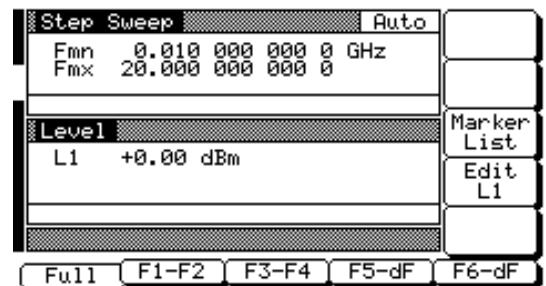 Step Sweep Auto
Fmn 0.010 000 000 0 GHz
Fmx 20.000 000 000 0
Level
L1 +0.00 dBm
Marker
List
Edit
L1
Full F1-F2 F3-F4 F5-dF F6-dF